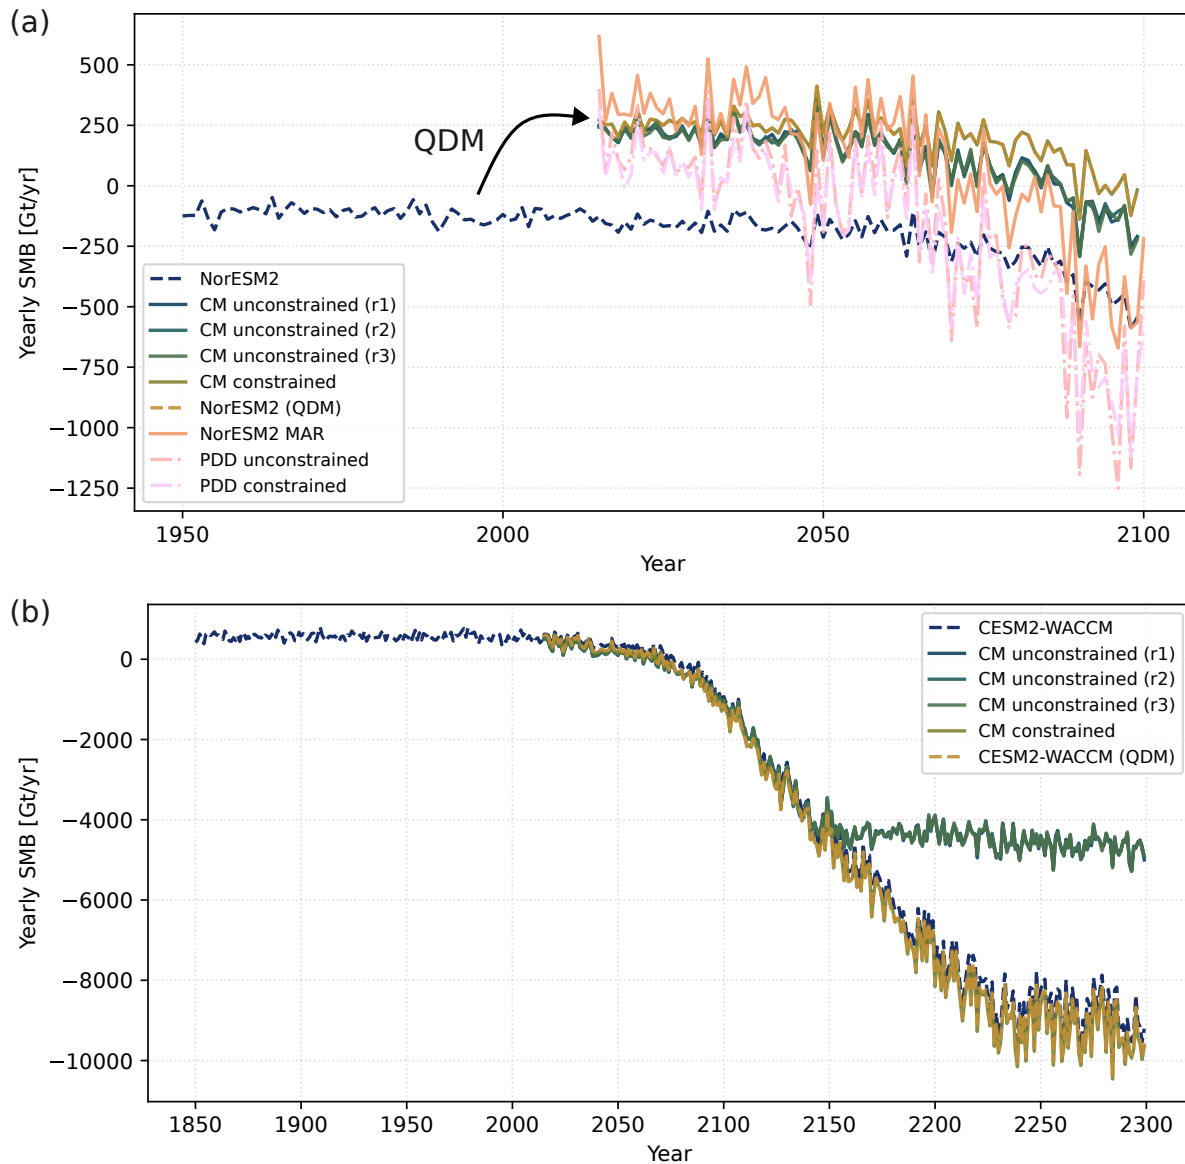 (a)
500
250
0
−250
−500
−750
−1000
−1250
Yearly SMB [Gt/yr]
QDM
NorESM2
CM unconstrained (r1)
CM unconstrained (r2)
CM unconstrained (r3)
CM constrained
NorESM2 (QDM)
NorESM2 MAR
PDD unconstrained
PDD constrained
1950 2000 2050 2100
Year
(b)
0
−2000
−4000
−6000
−8000
−10000
Yearly SMB [Gt/yr]
CESM2-WACCM
CM unconstrained (r1)
CM unconstrained (r2)
CM unconstrained (r3)
CM constrained
CESM2-WACCM (QDM)
1850 1900 1950 2000 2050 2100 2150 2200 2250 2300
Year